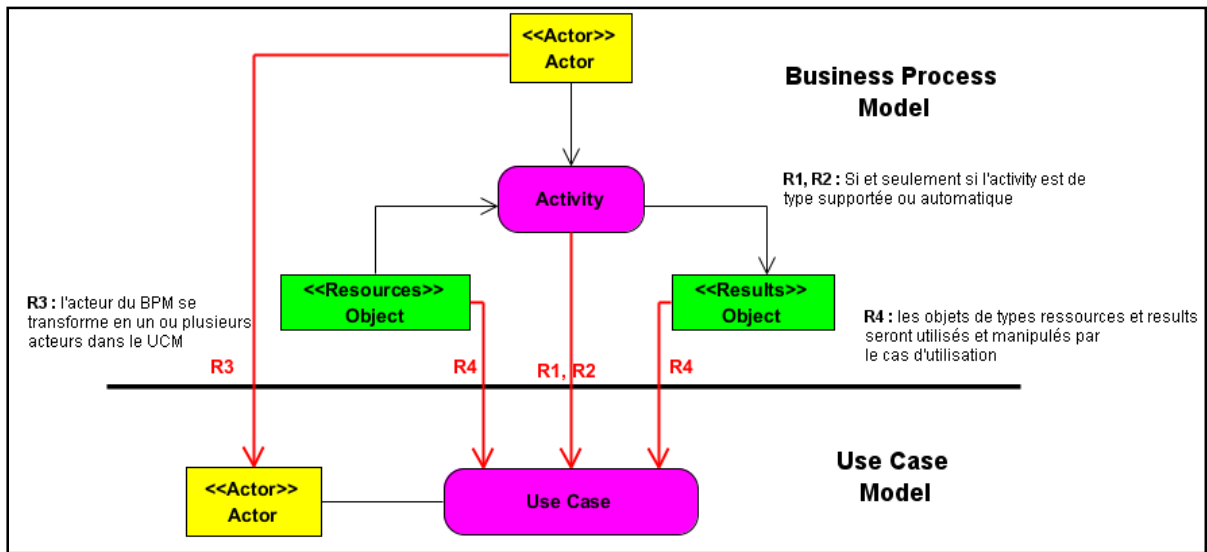 <<Actor>>
Actor
Business Process
Model
Activity
R1, R2 : Si et seulement si l'activity est de
type supportée ou automatique
<<Resources>>
Object
<<Results>>
Object
R3 : l'acteur du BPM se
transforme en un ou plusieurs
acteurs dans le UCM
R4 : les objets de types ressources et results
seront utilisés et manipulés par
le cas d'utilisation
R3
R4
R1, R2
R4
Use Case
Model
<<Actor>>
Actor
Use Case